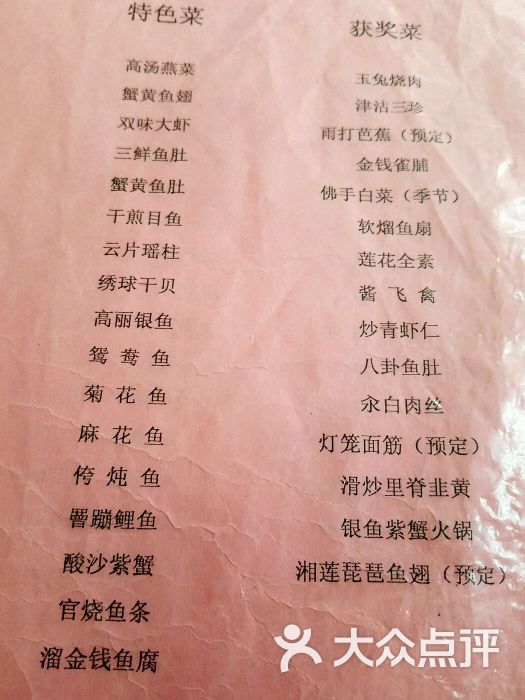 特色菜
高汤燕菜
蟹黄鱼翅
双味大虾
三鲜鱼肚
蟹黄鱼肚
干煎目鱼
云片瑶柱
绣球干贝
高丽银鱼
鸳鸯鱼
菊花鱼
麻花鱼
侉炖鱼
罾蹦鲤鱼
酸沙紫蟹
官烧鱼条
溜金钱鱼腐
获奖菜
玉兔烧肉
津沽三珍
雨打芭蕉（预定）
金钱雀脯
佛手白菜（季节）
软熘鱼扇
莲花全素
酱飞禽
炒青虾仁
八卦鱼肚
汆白肉丝
灯笼面筋（预定）
滑炒里脊韭黄
银鱼紫蟹火锅
湘莲琵琶鱼翅（预定）
大众点评